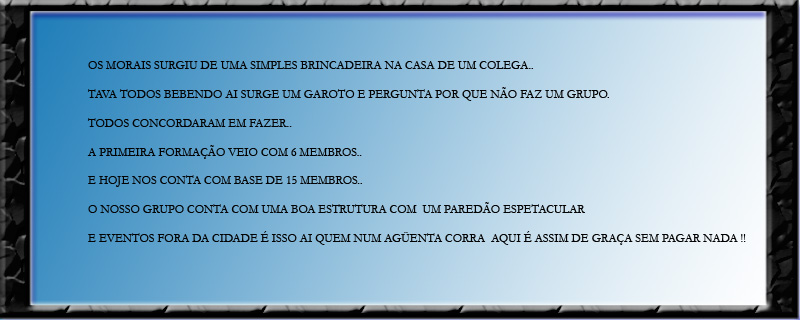 OS MORAIS SURGIU DE UMA SIMPLES BRINCADEIRA NA CASA DE UM COLEGA..
TAVA TODOS BEBENDO AI SURGE UM GAROTO E PERGUNTA POR QUE NÃO FAZ UM GRUPO.
TODOS CONCORDARAM EM FAZER..
A PRIMEIRA FORMAÇÃO VEIO COM 6 MEMBROS..
E HOJE NOS CONTA COM BASE DE 15 MEMBROS..
O NOSSO GRUPO CONTA COM UMA BOA ESTRUTURA COM  UM PAREDÃO ESPETACULAR
E EVENTOS FORA DA CIDADE É ISSO AI QUEM NUM AGÜENTA CORRA  AQUI É ASSIM DE GRAÇA SEM PAGAR NADA !!